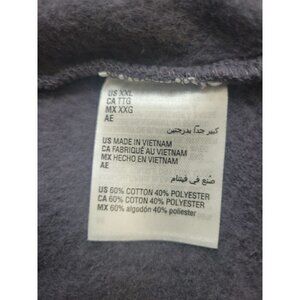 US XXL
CA TTG
MX XXG
AE
كبير جداً بدرجتين
US MADE IN VIETNAM
CA FABRIQUÉ AU VIETNAM
MX HECHO EN VIETNAM
AE
صُنع في فيتنام
US 60% COTTON 40% POLYESTER
CA 60% COTON 40% POLYESTER
MX 60% algodón 40% poliester